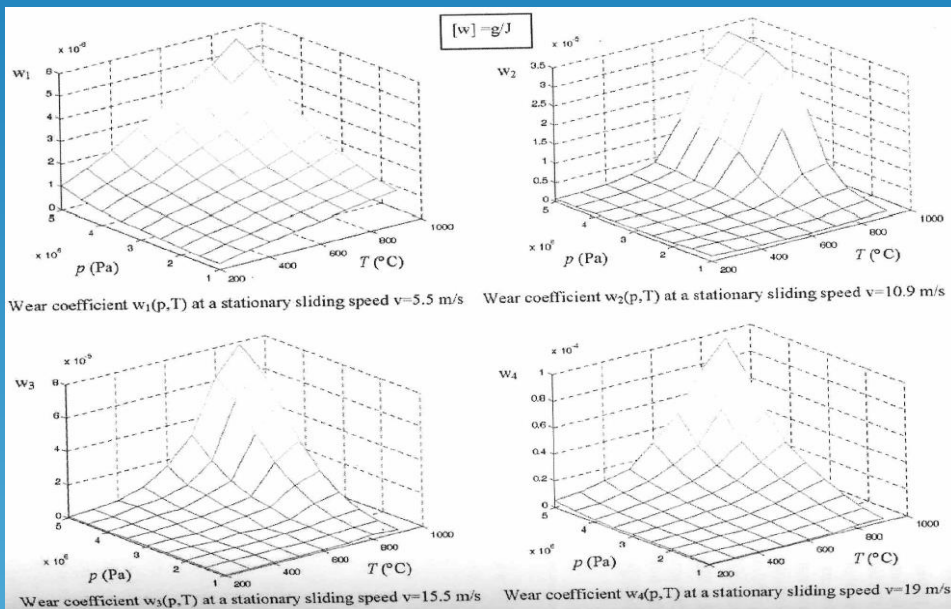 [w] =g/J
x 10⁻⁶
w₁
6
5
4
3
2
1
0
5
4
3
2
1
x 10⁶
p (Pa)
200
400
600
800
1000
T (°C)
Wear coefficient w₁(p,T) at a stationary sliding speed v=5.5 m/s
x 10⁻⁵
w₂
3.5
3
2.5
2
1.5
1
0.5
0
5
4
3
2
1
x 10⁶
p (Pa)
200
400
600
800
1000
T (°C)
Wear coefficient w₂(p,T) at a stationary sliding speed v=10.9 m/s
x 10⁻⁵
w₃
8
6
4
2
0
5
4
3
2
1
x 10⁶
p (Pa)
200
400
600
800
1000
T (°C)
Wear coefficient w₃(p,T) at a stationary sliding speed v=15.5 m/s
x 10⁻⁴
w₄
1
0.8
0.6
0.4
0.2
0
5
4
3
2
1
x 10⁶
p (Pa)
200
400
600
800
1000
T (°C)
Wear coefficient w₄(p,T) at a stationary sliding speed v=19 m/s